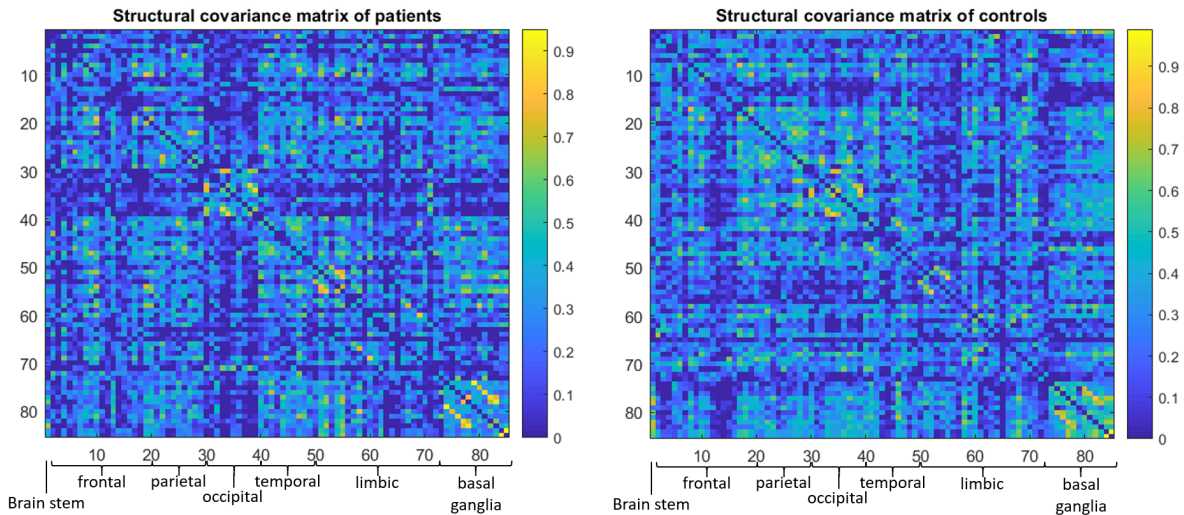 Structural covariance matrix of patients
10
20
30
40
50
60
70
80
10 20 30 40 50 60 70 80
0.9
0.8
0.7
0.6
0.5
0.4
0.3
0.2
0.1
0
Brain stem
frontal
parietal
occipital
temporal
limbic
basal
ganglia
Structural covariance matrix of controls
10
20
30
40
50
60
70
80
10 20 30 40 50 60 70 80
0.9
0.8
0.7
0.6
0.5
0.4
0.3
0.2
0.1
0
Brain stem
frontal
parietal
occipital
temporal
limbic
basal
ganglia